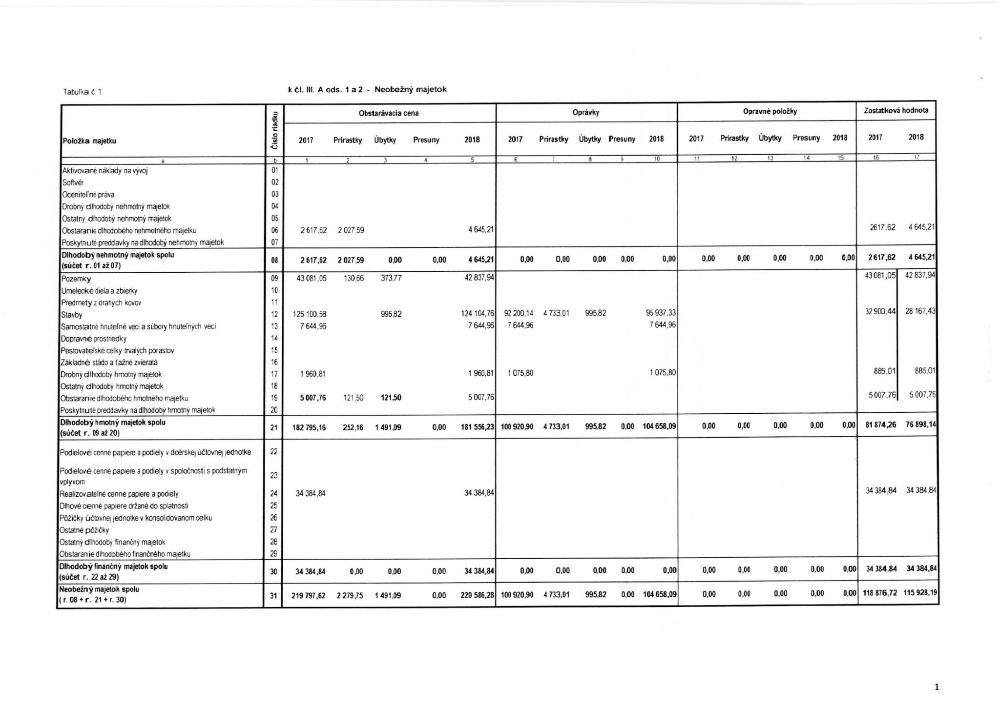 Tabuľka č. 1
k čl. III. A ods. 1 a 2 - Neobežný majetok
Položka majetku Číslo riadku Obstarávacia cena Oprávky Opravné položky Zostatková hodnota
2017 Prírastky Úbytky Presuny 2018 2017 Prírastky Úbytky Presuny 2018 2017 Prírastky Úbytky Presuny 2018 2017 2018
a b 1 2 3 4 5 6 7 8 9 10 11 12 13 14 15 16 17
Aktivované náklady na vývoj 01
Softvér 02
Oceniteľné práva 03
Drobný dlhodobý nehmotný majetok 04
Ostatný dlhodobý nehmotný majetok 05
Obstaranie dlhodobého nehmotného majetku 06 2 617,62 2 027,59 4 645,21 2617.62 4 645,21
Poskytnuté preddavky na dlhodobý nehmotný majetok 07
Dlhodobý nehmotný majetok spolu
(súčet r. 01 až 07) 08 2 617,62 2 027,59 0,00 0,00 4 645,21 0,00 0,00 0,00 0,00 0,00 0,00 0,00 0,00 0,00 0,00 2 617,62 4 645,21
Pozemky 09 43 081,05 130,66 373,77 42 837,94 43 081,05 42 837,94
Umelecké diela a zbierky 10
Predmety z drahých kovov 11
Stavby 12 125 100,58 995,82 124 104,76 92 200,14 4 733,01 995,82 95 937,33 32 900,44 28 167,43
Samostatné hnuteľné veci a súbory hnuteľných vecí 13 7 644,96 7 644,96 7 644,96 7 644,96
Dopravné prostriedky 14
Pestovateľské celky trvalých porastov 15
Základné stádo a ťažné zvieratá 16
Drobný dlhodobý hmotný majetok 17 1 960,81 1 960,81 1 075,80 1 075,80 885,01 885,01
Ostatný dlhodobý hmotný majetok 18
Obstaranie dlhodobého hmotného majetku 19 5 007,76 121,50 121,50 5 007,76 5 007,76 5 007,76
Poskytnuté preddavky na dlhodobý hmotný majetok 20
Dlhodobý hmotný majetok spolu
(súčet r. 09 až 20) 21 182 795,16 252,16 1 491,09 0,00 181 556,23 100 920,90 4 733,01 995,82 0,00 104 658,09 0,00 0,00 0,00 0,00 0,00 81 874,26 76 898,14
Podielové cenné papiere a podiely v dcérskej účtovnej jednotke 22
Podielové cenné papiere a podiely v spoločnosti s podstatným
vplyvom 23
Realizovateľné cenné papiere a podiely 24 34 384,84 34 384,84 34 384,84 34 384,84
Dlhové cenné papiere držané do splatnosti 25
Pôžičky účtovnej jednotke v konsolidovanom celku 26
Ostatné pôžičky 27
Ostatný dlhodobý finančný majetok 28
Obstaranie dlhodobého finančného majetku 29
Dlhodobý finančný majetok spolu
(súčet r. 22 až 29) 30 34 384,84 0,00 0,00 0,00 34 384,84 0,00 0,00 0,00 0,00 0,00 0,00 0,00 0,00 0,00 0,00 34 384,84 34 384,84
Neobežný majetok spolu
( r. 08 + r. 21 + r. 30) 31 219 797,62 2 279,75 1 491,09 0,00 220 586,28 100 920,90 4 733,01 995,82 0,00 104 658,09 0,00 0,00 0,00 0,00 0,00 118 876,72 115 928,19
1